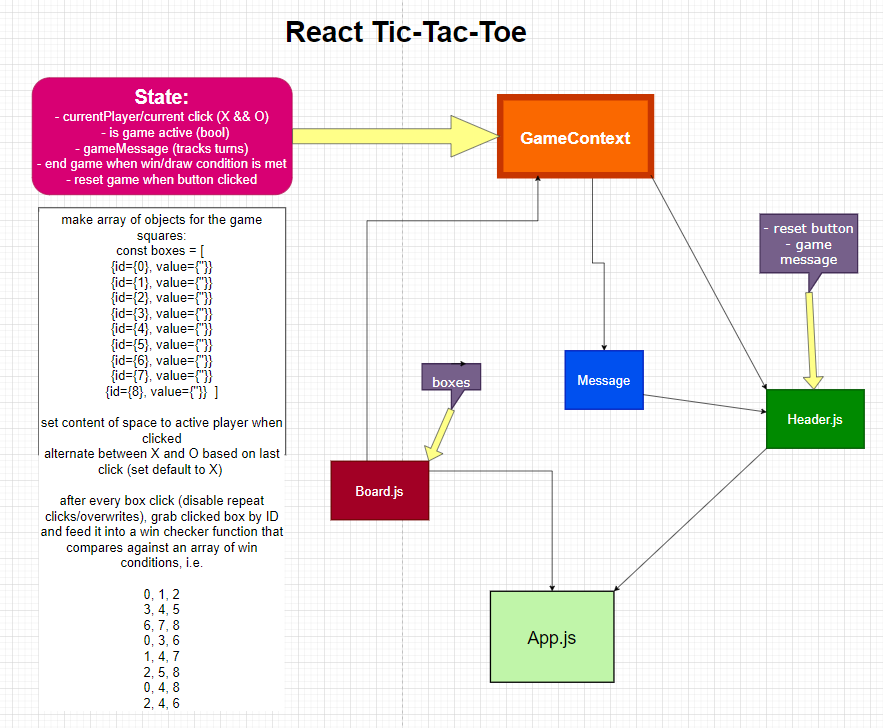 React Tic-Tac-Toe
State:
- currentPlayer/current click (X && O)
- is game active (bool)
- gameMessage (tracks turns)
- end game when win/draw condition is met
- reset game when button clicked
GameContext
make array of objects for the game
squares:
const boxes = [
{id={0}, value={''}}
{id={1}, value={''}}
{id={2}, value={''}}
{id={3}, value={''}}
{id={4}, value={''}}
{id={5}, value={''}}
{id={6}, value={''}}
{id={7}, value={''}}
{id={8}, value={''}}  ]
set content of space to active player when
clicked
alternate between X and O based on last
click (set default to X)
after every box click (disable repeat
clicks/overwrites), grab clicked box by ID
and feed it into a win checker function that
compares against an array of win
conditions, i.e.
0, 1, 2
3, 4, 5
6, 7, 8
0, 3, 6
1, 4, 7
2, 5, 8
0, 4, 8
2, 4, 6
- reset button
- game
message
boxes
Message
Header.js
Board.js
App.js